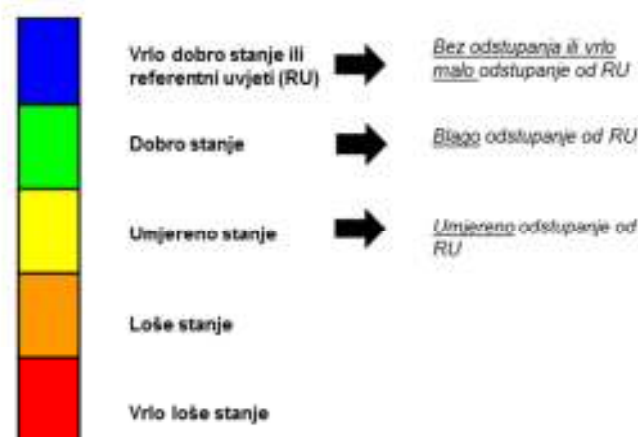 Vrlo dobro stanje ili
referentni uvjeti (RU)
Bez odstupanja ili vrlo
malo odstupanje od RU
Dobro stanje
Blago odstupanje od RU
Umjereno stanje
Umjereno odstupanje od
RU
Loše stanje
Vrlo loše stanje